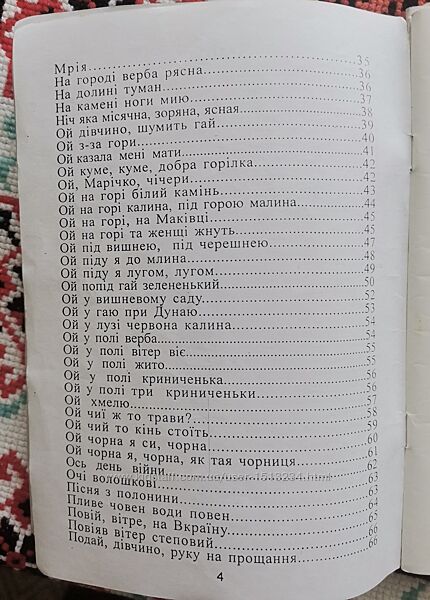 Мрія.....35
На городі верба рясна.....36
На долині туман.....36
На камені ноги мию.....37
Ніч яка місячна, зоряна, ясная.....38
Ой дівчино, шумить гай.....39
Ой з-за гори.....40
Ой казала мені мати.....41
Ой куме, куме, добра горілка.....42
Ой, Марічко, чічери.....42
Ой на горі білий камінь.....43
Ой на горі калина, під горою малина.....44
Ой на горі, на Маківці.....45
Ой на горі та женщі жнуть.....45
Ой під вишнею, під черешнею.....47
Ой піду я до млина.....48
Ой піду я лугом, лугом.....49
Ой попід гай зелененький.....50
Ой у вишневому саду.....52
Ой у гаю при Дунаю.....53
Ой у лузі червона калина.....54
Ой у полі верба.....54
Ой у полі вітер віє.....55
Ой у полі жито.....55
Ой у полі криниченька.....56
Ой у полі три криниченьки.....56
Ой хмелю.....57
Ой чиї ж то трави?.....58
Ой чий то кінь стоїть.....59
Ой чорна я си, чорна.....60
Ой чорна я, чорна, як тая чорниця.....61
Ось день війни.....62
Очі волошкові.....63
Пісня з полонини.....63
Пливе човен води повен.....64
Повій, вітре, на Вкраїну.....65
Повіяв вітер степовий.....66
Подай, дівчино, руку на прощання.....66
4